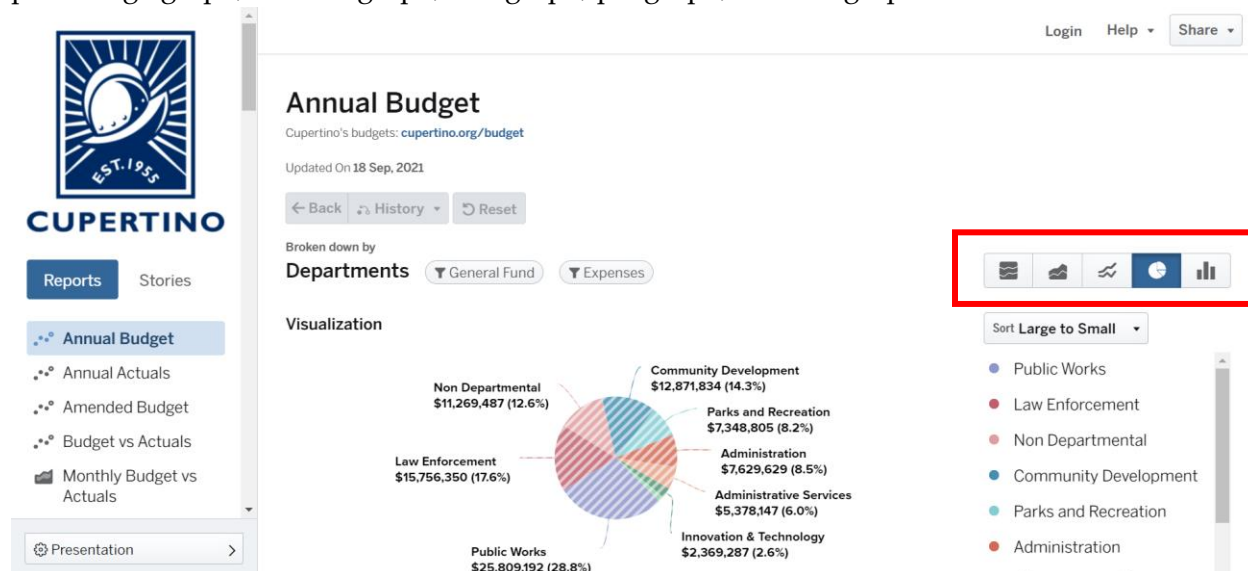 Login Help Share
EST. 1955
CUPERTINO
Reports Stories
Annual Budget
Annual Actuals
Amended Budget
Budget vs Actuals
Monthly Budget vs
Actuals
Presentation
Annual Budget
Cupertino's budgets: cupertino.org/budget
Updated On 18 Sep, 2021
Back History Reset
Broken down by
Departments General Fund Expenses
Visualization
Community Development
$12,871,834 (14.3%)
Non Departmental
$11,269,487 (12.6%)
Parks and Recreation
$7,348,805 (8.2%)
Administration
$7,629,629 (8.5%)
Law Enforcement
$15,756,350 (17.6%)
Administrative Services
$5,378,147 (6.0%)
Innovation & Technology
$2,369,287 (2.6%)
Public Works
$25,809,192 (28.8%)
Sort Large to Small
Public Works
Law Enforcement
Non Departmental
Community Development
Parks and Recreation
Administration